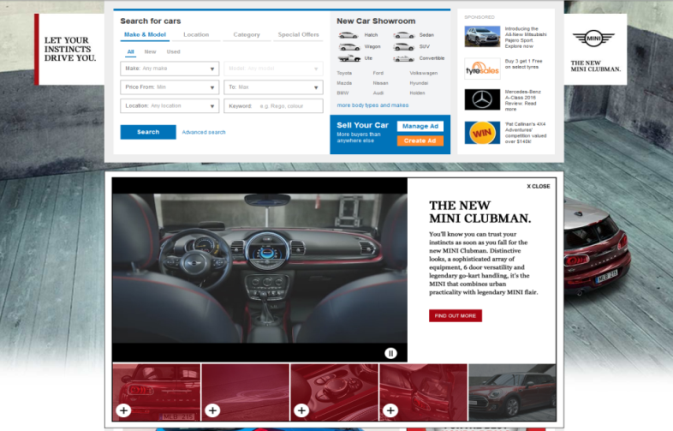 LET YOUR
INSTINCTS
DRIVE YOU.
Search for cars
Make & Model Location Category Special Offers
All New Used
Make: Any make
Price From: Min To: Max
Location: Any location Keyword: e.g. Rego, colour
Search Advanced search
New Car Showroom
Hatch Sedan
Wagon SUV
Ute Convertible
Toyota Ford Volkswagen
Mazda Nissan Hyundai
BMW Audi Holden
more body types and makes
Sell Your Car
More buyers than
anywhere else
Manage Ad
Create Ad
SPONSORED
Introducing the
All-New Mitsubishi
Pajero Sport
Explore now
tyresales
Buy 3 get 1 Free
on select tyres
Mercedes-Benz
A-Class 2016
Review. Read
more
WIN
'Pat Callinan's 4X4
Adventures'
competition valued
over $1450
MINI
THE NEW
MINI CLUBMAN.
X CLOSE
THE NEW
MINI CLUBMAN.
You'll know you can trust your
instincts as soon as you fall for the
new MINI Clubman. Distinctive
looks, a sophisticated array of
equipment, 6 door versatility and
legendary go-kart handling, it's the
MINI that combines urban
practicality with legendary MINI flair.
FIND OUT MORE